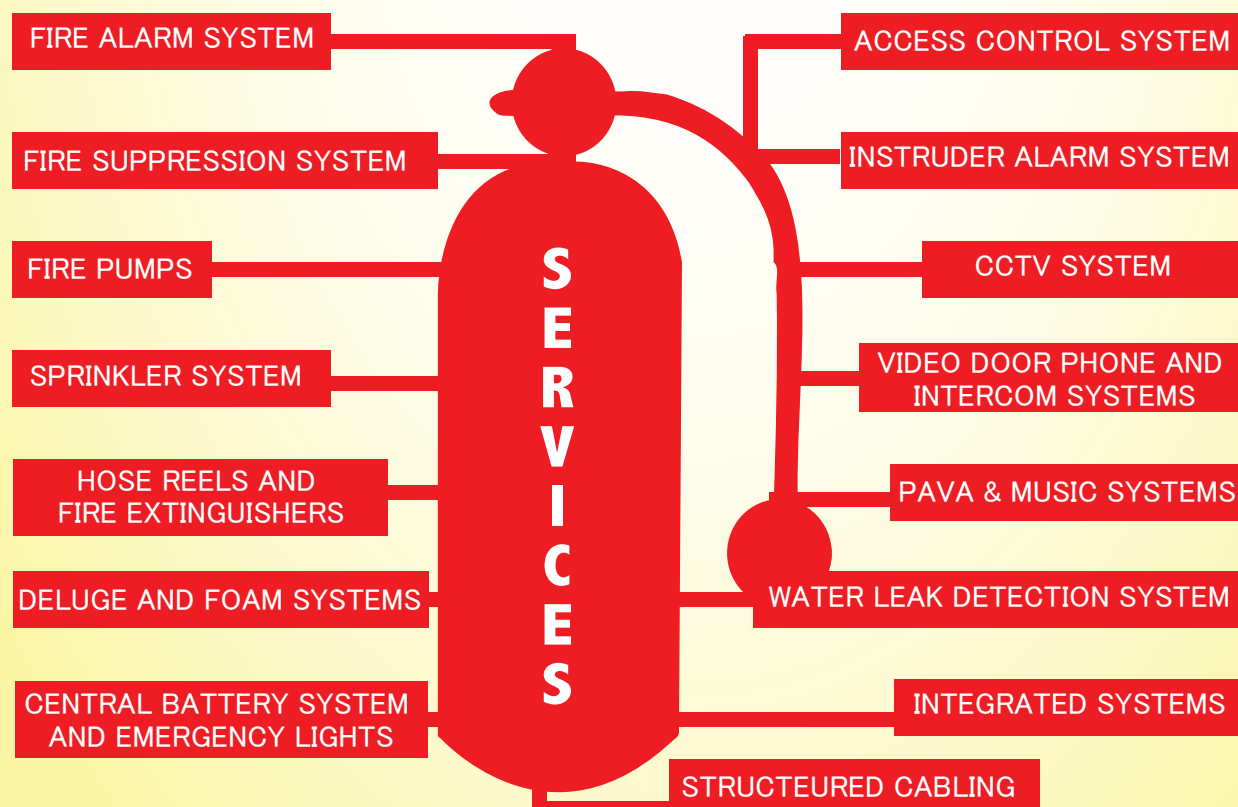 FIRE ALARM SYSTEM
FIRE SUPPRESSION SYSTEM
FIRE PUMPS
SPRINKLER SYSTEM
HOSE REELS AND
FIRE EXTINGUISHERS
DELUGE AND FOAM SYSTEMS
CENTRAL BATTERY SYSTEM
AND EMERGENCY LIGHTS
SERVICES
ACCESS CONTROL SYSTEM
INSTRUDER ALARM SYSTEM
CCTV SYSTEM
VIDEO DOOR PHONE AND
INTERCOM SYSTEMS
PAVA & MUSIC SYSTEMS
WATER LEAK DETECTION SYSTEM
INTEGRATED SYSTEMS
STRUCTEURED CABLING